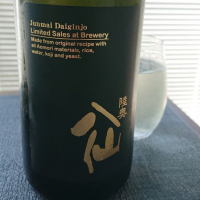 Junmai Daiginjo
Limited Sales at Brewery
Made from original recipe with
all Aomori materials, rice,
water, koji and yeast.
陸奥
八仙